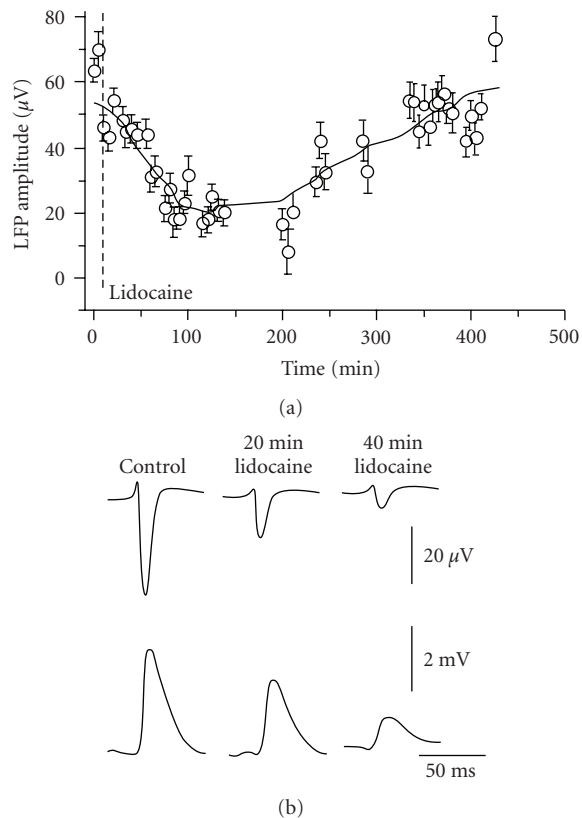 80
60
40
20
0
LFP amplitude (μV)
Lidocaine
0 100 200 300 400 500
Time (min)
(a)
Control
20 min
lidocaine
40 min
lidocaine
20 μV
2 mV
50 ms
(b)